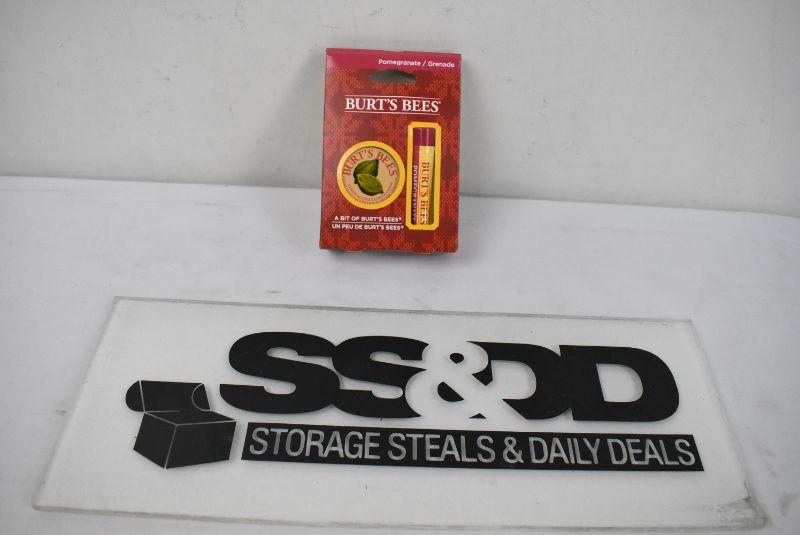 Pomegranate / Grenade
BURT'S BEES®
BURT'S BEES
BURT'S BEES
A BIT OF BURT'S BEES®
UN PEU DE BURT'S BEES®
SS&DD
STORAGE STEALS & DAILY DEALS